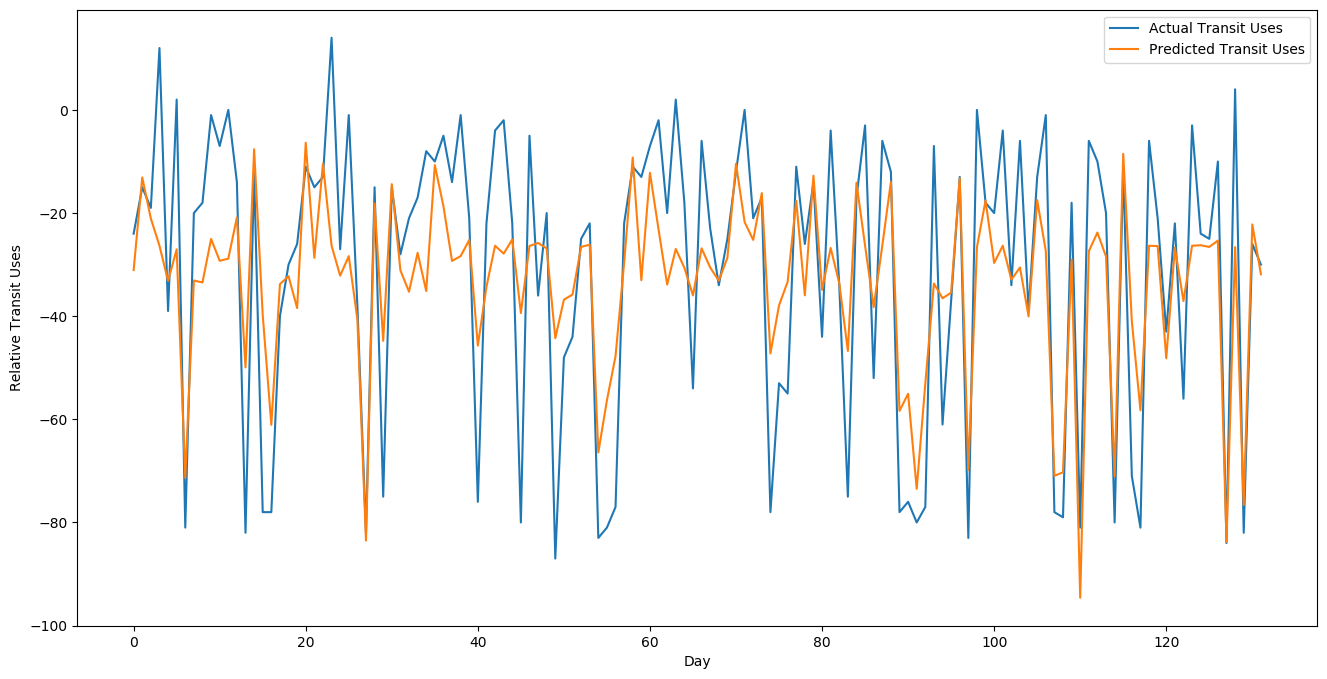 Actual Transit Uses
Predicted Transit Uses
0
−20
−40
−60
−80
−100
Relative Transit Uses
0 20 40 60 80 100 120
Day